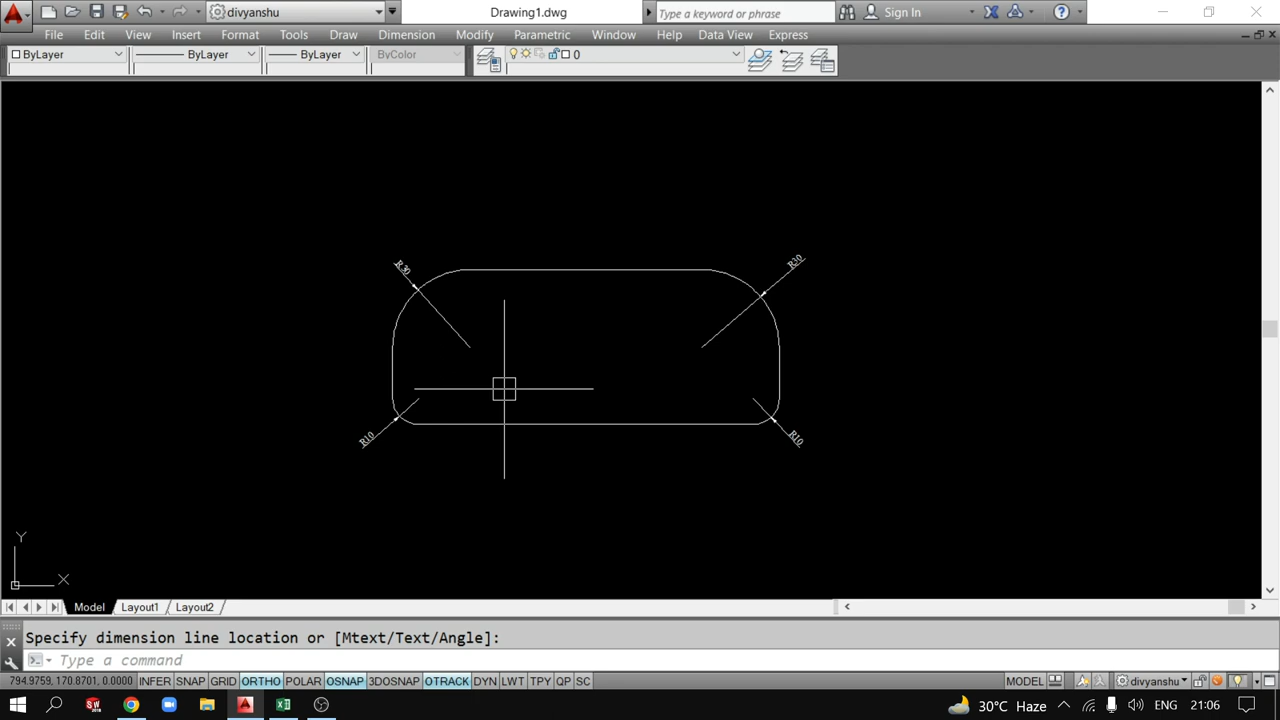 divyanshu
Drawing1.dwg
Type a keyword or phrase
Sign In
File Edit View Insert Format Tools Draw Dimension Modify Parametric Window Help Data View Express
ByLayer ByLayer ByLayer ByColor 0
R30
R10
R10
Y
X
Model Layout1 Layout2
Specify dimension line location or [Mtext/Text/Angle]:
Type a command
794.9759, 170.8701, 0.0000 INFER SNAP GRID ORTHO POLAR OSNAP 3DOSNAP OTRACK DYN LWT TPY QP SC MODEL divyanshu
30°C Haze ENG 21:06